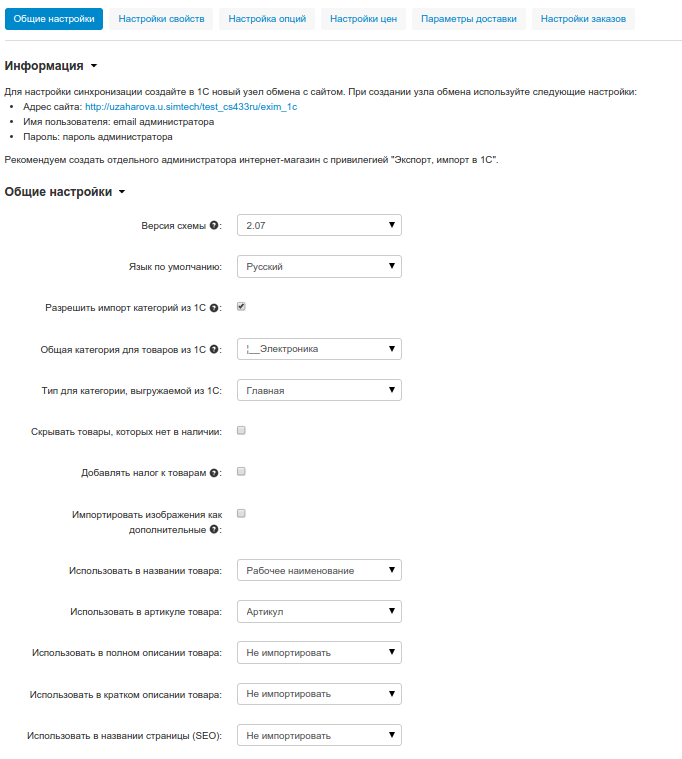 Общие настройки Настройки свойств Настройка опций Настройки цен Параметры доставки Настройки заказов
Информация
Для настройки синхронизации создайте в 1С новый узел обмена с сайтом. При создании узла обмена используйте следующие настройки:
• Адрес сайта: http://uzaharova.u.simtech/test_cs433ru/exim_1c
• Имя пользователя: email администратора
• Пароль: пароль администратора
Рекомендуем создать отдельного администратора интернет-магазин с привилегией "Экспорт, импорт в 1С".
Общие настройки
Версия схемы ?: 2.07
Язык по умолчанию: Русский
Разрешить импорт категорий из 1С ?:
Общая категория для товаров из 1С ?: ¦__Электроника
Тип для категории, выгружаемой из 1С: Главная
Скрывать товары, которых нет в наличии:
Добавлять налог к товарам ?:
Импортировать изображения как
дополнительные ?:
Использовать в названии товара: Рабочее наименование
Использовать в артикуле товара: Артикул
Использовать в полном описании товара: Не импортировать
Использовать в кратком описании товара: Не импортировать
Использовать в названии страницы (SEO): Не импортировать